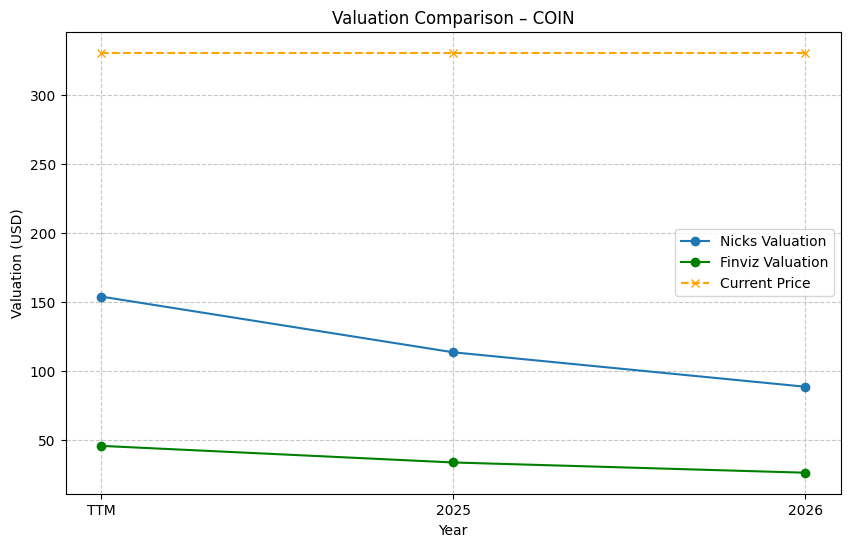 Valuation Comparison – COIN
300
250
200
150
100
50
Valuation (USD)
Nicks Valuation
Finviz Valuation
Current Price
TTM
2025
2026
Year